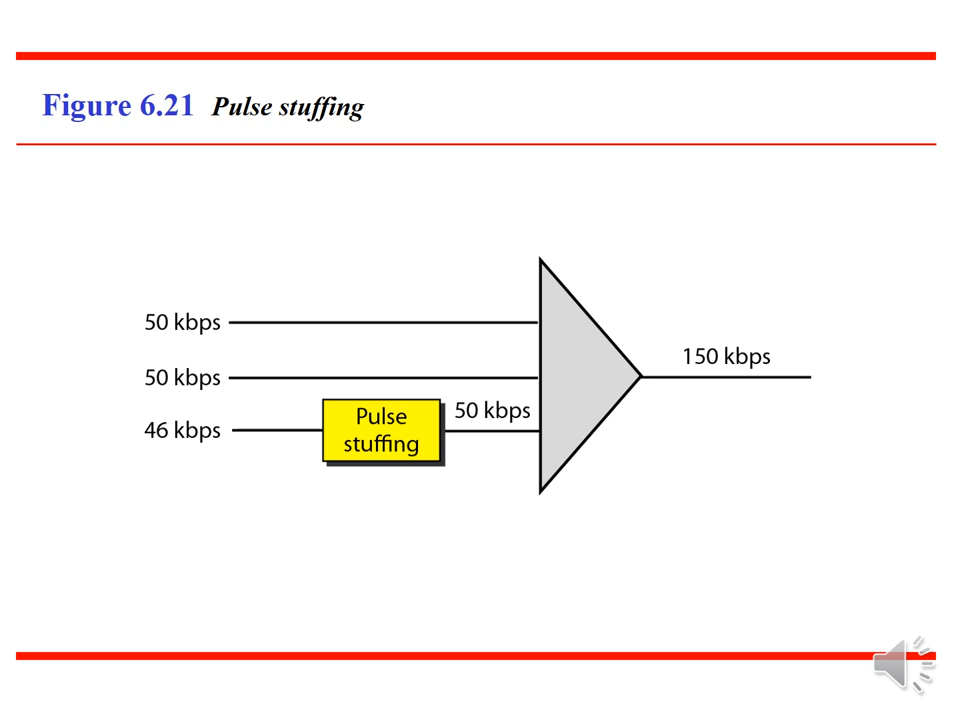 Figure 6.21 Pulse stuffing
50 kbps
150 kbps
50 kbps
46 kbps
Pulse
stuffing
50 kbps